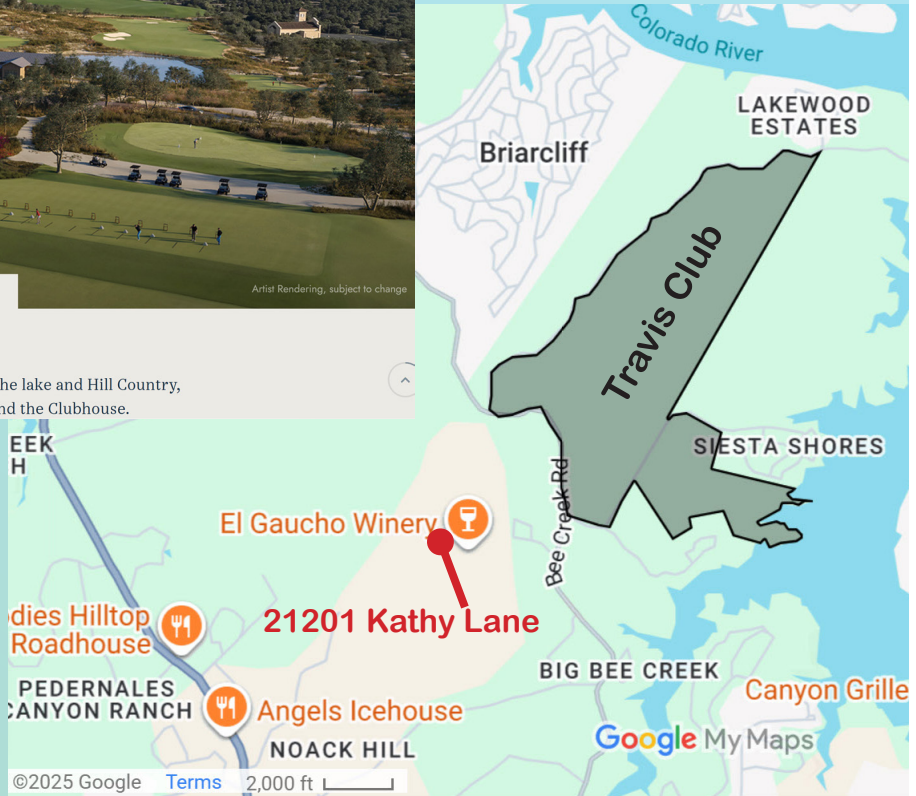 Colorado River
LAKEWOOD
ESTATES
Briarcliff
Travis Club
Artist Rendering, subject to change
he lake and Hill Country,
nd the Clubhouse.
EEK
H
SIESTA SHORES
El Gaucho Winery
Bee Creek Rd
21201 Kathy Lane
dies Hilltop
Roadhouse
BIG BEE CREEK
PEDERNALES
CANYON RANCH
Canyon Grille
Angels Icehouse
Google My Maps
NOACK HILL
©2025 Google Terms 2,000 ft